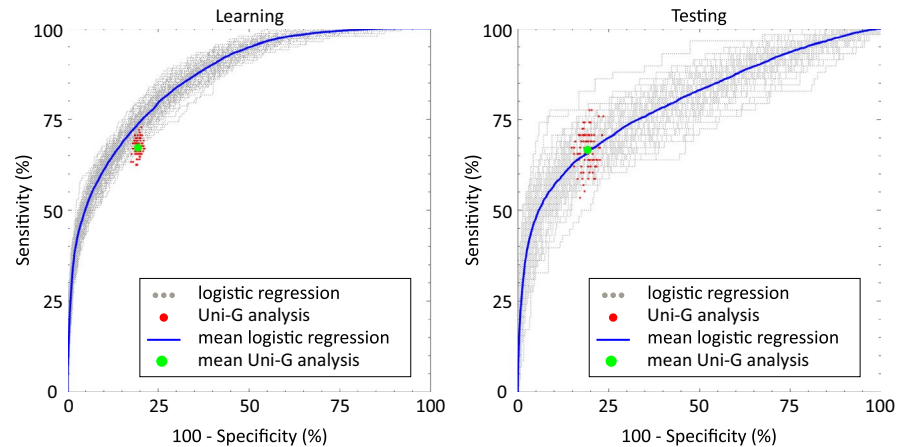 Learning
100
75
50
25
0
Sensitivity (%)
logistic regression
Uni-G analysis
mean logistic regression
mean Uni-G analysis
0 25 50 75 100
100 - Specificity (%)
Testing
100
75
50
25
0
Sensitivity (%)
logistic regression
Uni-G analysis
mean logistic regression
mean Uni-G analysis
0 25 50 75 100
100 - Specificity (%)